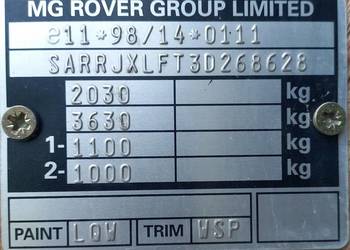 MG ROVER GROUP LIMITED
e11*98/14*0111
SARRJXLFT3D268628
2030 kg
3630 kg
1- 1100 kg
2- 1000 kg
PAINT LQW TRIM WSP